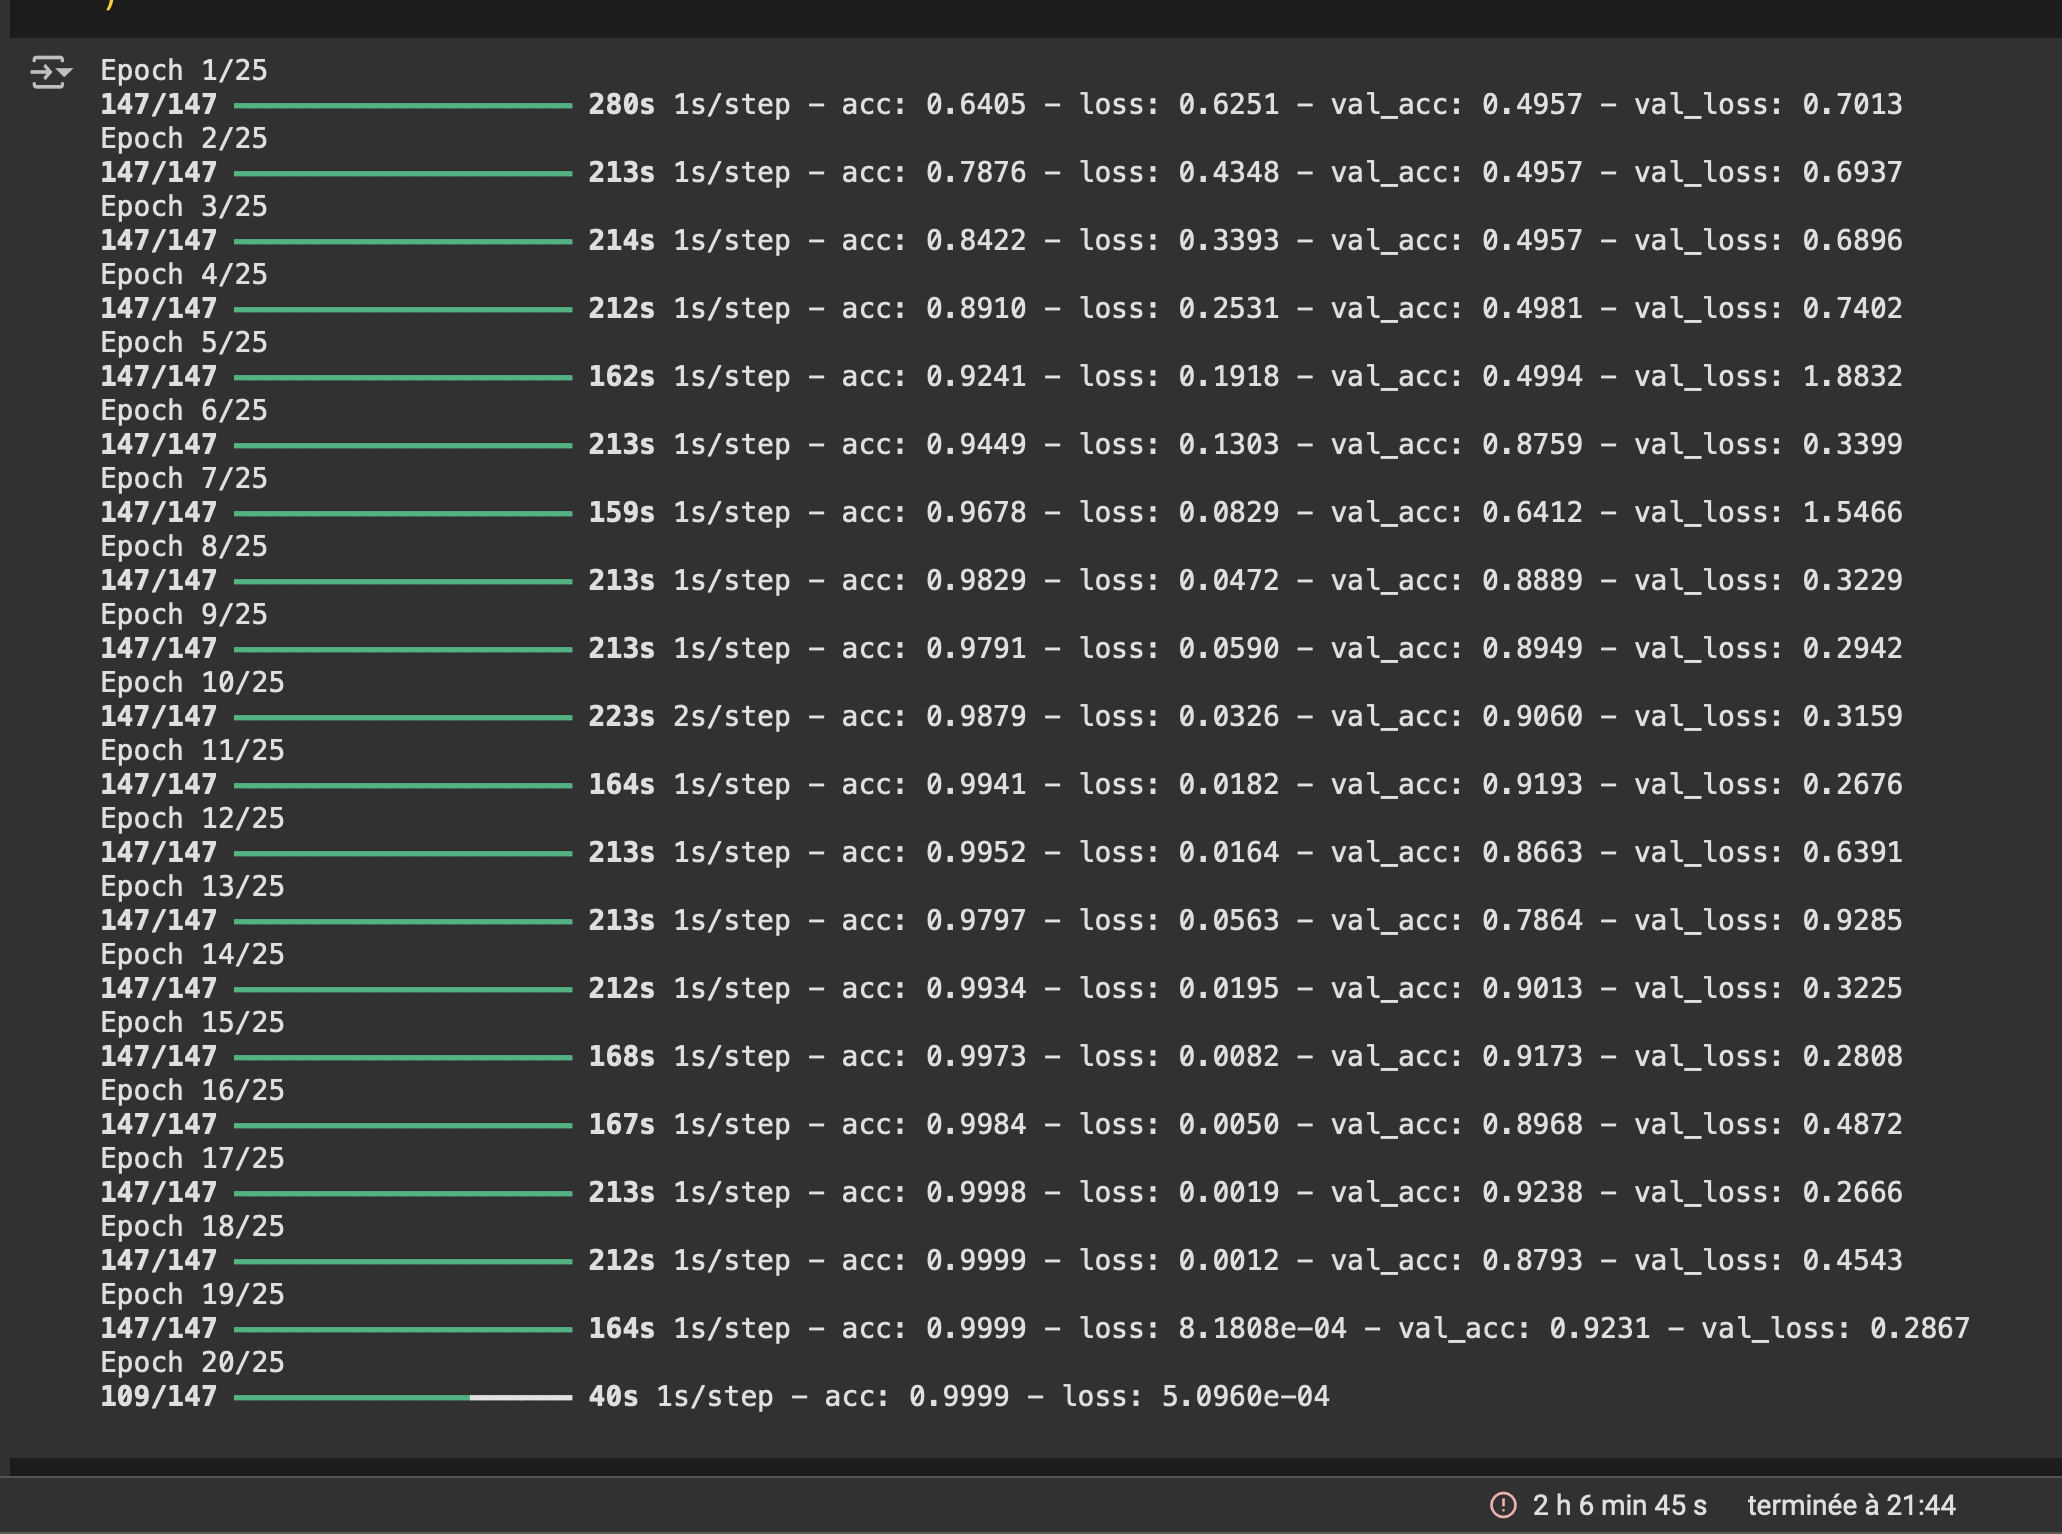 )
Epoch 1/25
147/147 280s 1s/step - acc: 0.6405 - loss: 0.6251 - val_acc: 0.4957 - val_loss: 0.7013
Epoch 2/25
147/147 213s 1s/step - acc: 0.7876 - loss: 0.4348 - val_acc: 0.4957 - val_loss: 0.6937
Epoch 3/25
147/147 214s 1s/step - acc: 0.8422 - loss: 0.3393 - val_acc: 0.4957 - val_loss: 0.6896
Epoch 4/25
147/147 212s 1s/step - acc: 0.8910 - loss: 0.2531 - val_acc: 0.4981 - val_loss: 0.7402
Epoch 5/25
147/147 162s 1s/step - acc: 0.9241 - loss: 0.1918 - val_acc: 0.4994 - val_loss: 1.8832
Epoch 6/25
147/147 213s 1s/step - acc: 0.9449 - loss: 0.1303 - val_acc: 0.8759 - val_loss: 0.3399
Epoch 7/25
147/147 159s 1s/step - acc: 0.9678 - loss: 0.0829 - val_acc: 0.6412 - val_loss: 1.5466
Epoch 8/25
147/147 213s 1s/step - acc: 0.9829 - loss: 0.0472 - val_acc: 0.8889 - val_loss: 0.3229
Epoch 9/25
147/147 213s 1s/step - acc: 0.9791 - loss: 0.0590 - val_acc: 0.8949 - val_loss: 0.2942
Epoch 10/25
147/147 223s 2s/step - acc: 0.9879 - loss: 0.0326 - val_acc: 0.9060 - val_loss: 0.3159
Epoch 11/25
147/147 164s 1s/step - acc: 0.9941 - loss: 0.0182 - val_acc: 0.9193 - val_loss: 0.2676
Epoch 12/25
147/147 213s 1s/step - acc: 0.9952 - loss: 0.0164 - val_acc: 0.8663 - val_loss: 0.6391
Epoch 13/25
147/147 213s 1s/step - acc: 0.9797 - loss: 0.0563 - val_acc: 0.7864 - val_loss: 0.9285
Epoch 14/25
147/147 212s 1s/step - acc: 0.9934 - loss: 0.0195 - val_acc: 0.9013 - val_loss: 0.3225
Epoch 15/25
147/147 168s 1s/step - acc: 0.9973 - loss: 0.0082 - val_acc: 0.9173 - val_loss: 0.2808
Epoch 16/25
147/147 167s 1s/step - acc: 0.9984 - loss: 0.0050 - val_acc: 0.8968 - val_loss: 0.4872
Epoch 17/25
147/147 213s 1s/step - acc: 0.9998 - loss: 0.0019 - val_acc: 0.9238 - val_loss: 0.2666
Epoch 18/25
147/147 212s 1s/step - acc: 0.9999 - loss: 0.0012 - val_acc: 0.8793 - val_loss: 0.4543
Epoch 19/25
147/147 164s 1s/step - acc: 0.9999 - loss: 8.1808e-04 - val_acc: 0.9231 - val_loss: 0.2867
Epoch 20/25
109/147 40s 1s/step - acc: 0.9999 - loss: 5.0960e-04
2 h 6 min 45 s terminée à 21:44